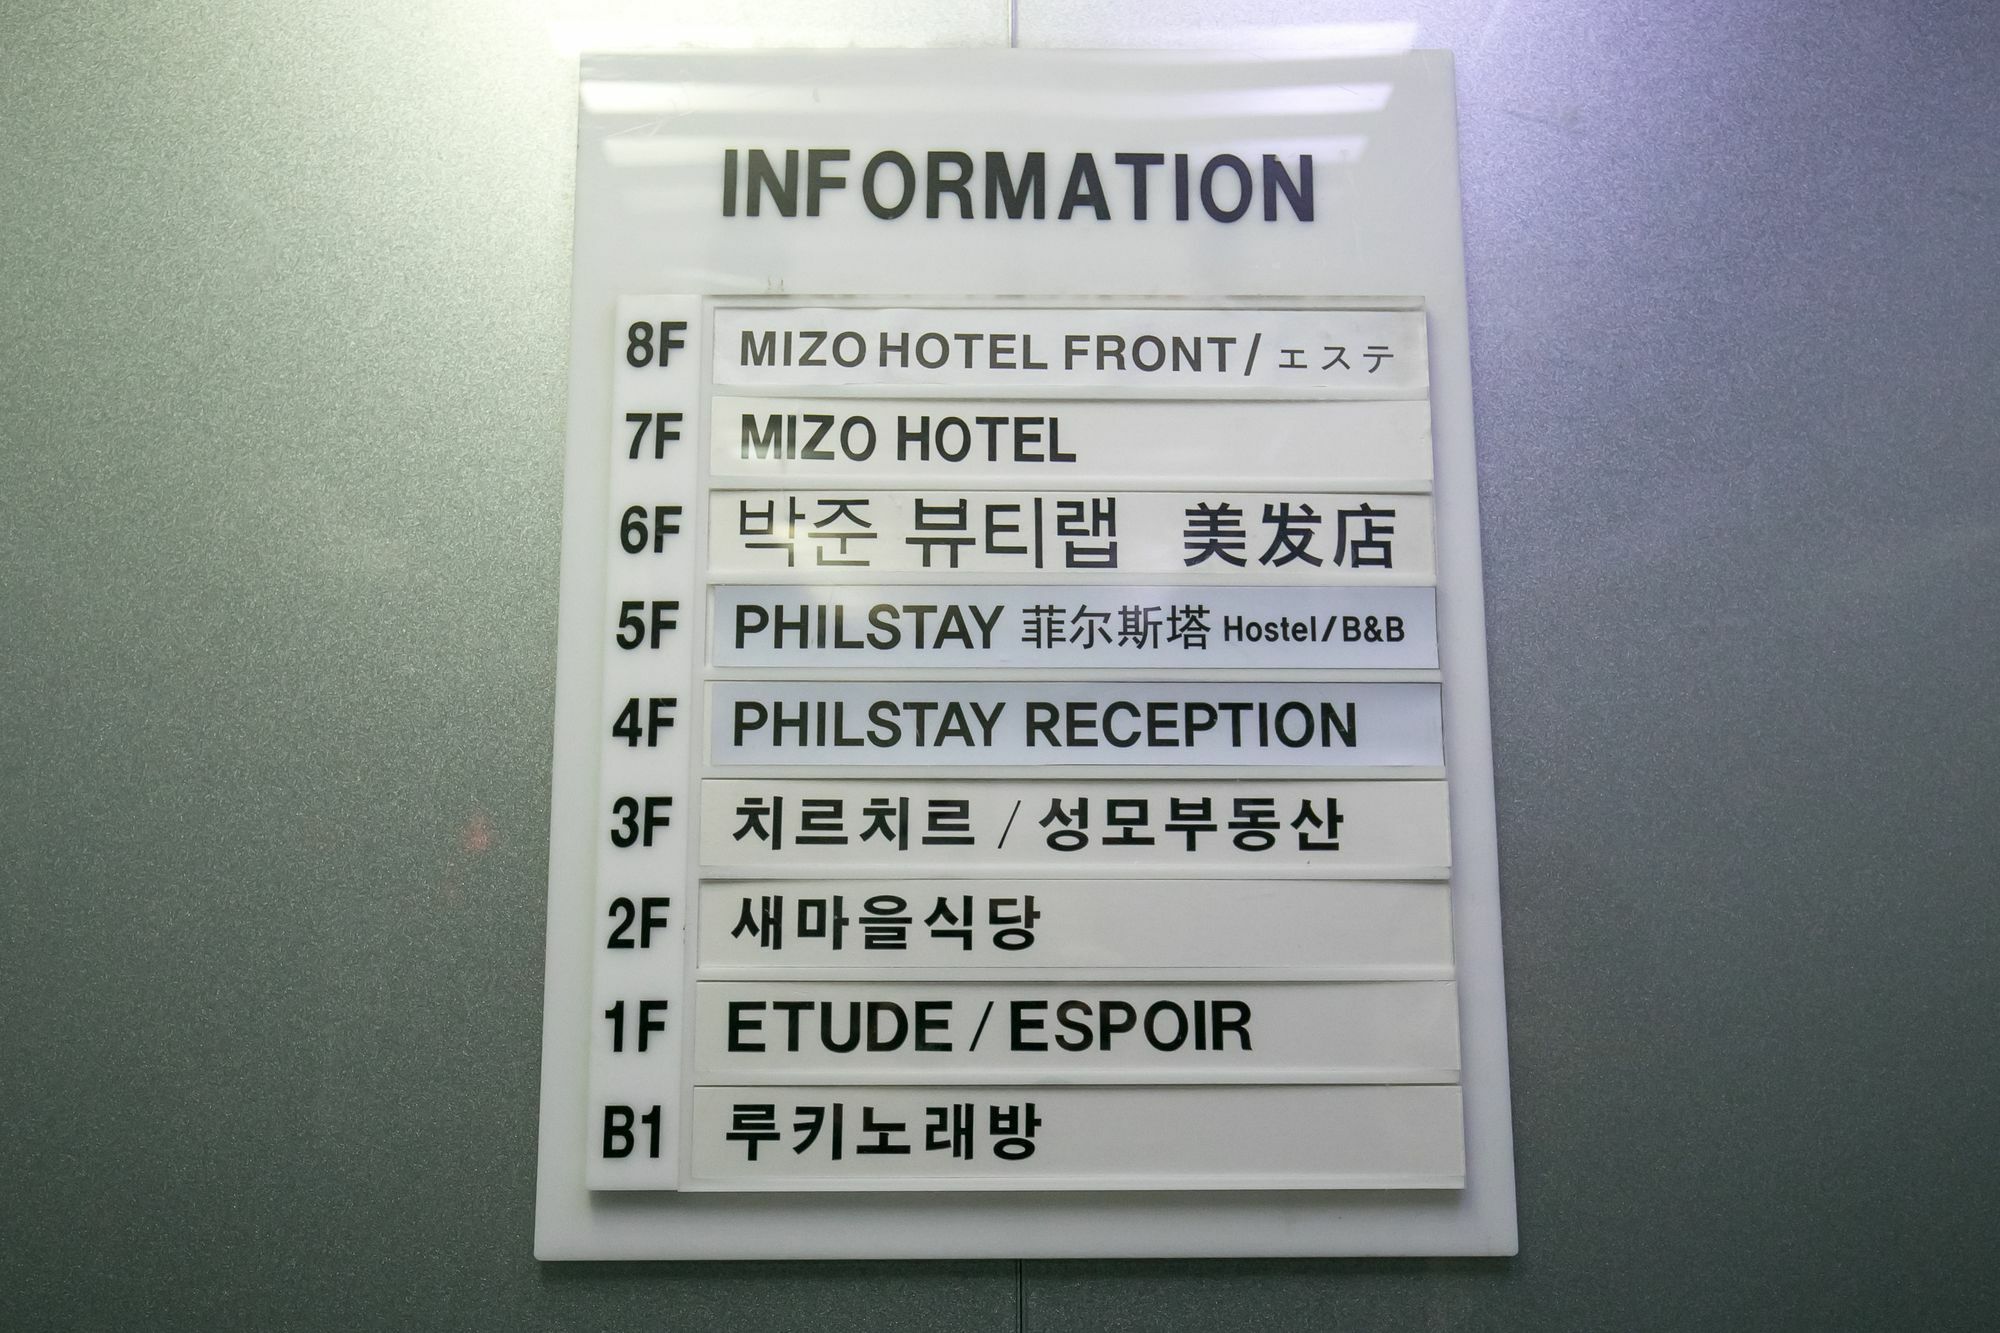 INFORMATION
8F MIZO HOTEL FRONT / エステ
7F MIZO HOTEL
6F 박준 뷰티랩 美发店
5F PHILSTAY 菲尔斯塔 Hostel/B&B
4F PHILSTAY RECEPTION
3F 치르치르 / 성모부동산
2F 새마을식당
1F ETUDE / ESPOIR
B1 루키노래방